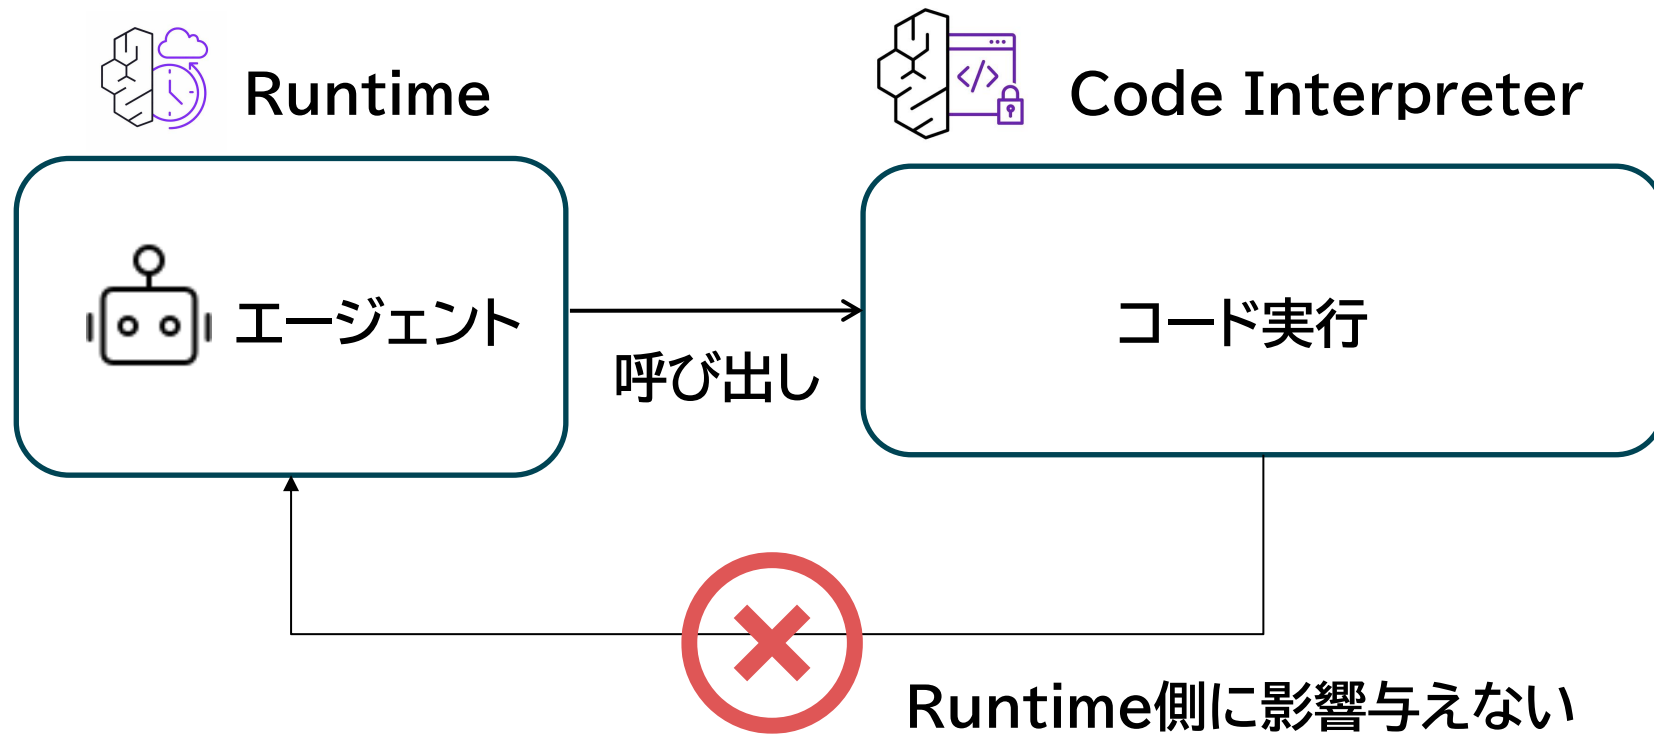 Runtime
Code Interpreter
エージェント
コード実行
呼び出し
Runtime側に影響与えない